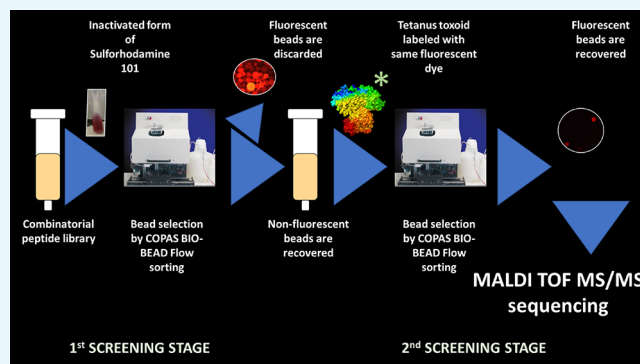 Inactivated form
of
Sulforhodamine
101
Fluorescent
beads are
discarded
Tetanus toxoid
labeled with
same fluorescent
dye
Fluorescent
beads are
recovered
*
Combinatorial
peptide library
Bead selection
by COPAS BIO-
BEAD Flow
sorting
Non-fluorescent
beads are
recovered
Bead selection
by COPAS BIO-
BEAD Flow
sorting
MALDI TOF MS/MS
sequencing
1st SCREENING STAGE
2nd SCREENING STAGE